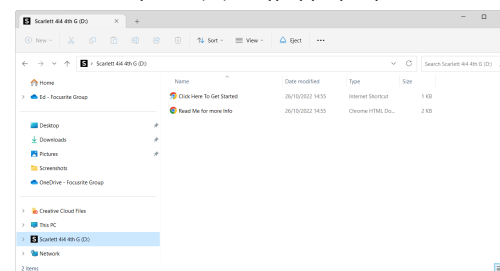 Scarlett 4i4 4th G (D:)
New
Sort
View
Eject
Scarlett 4i4 4th G (D:)
Search Scarlett 4i4 4th G (D:)
Home
Ed - Focusrite Group
Desktop
Downloads
Pictures
Screenshots
OneDrive - Focusrite Group
Creative Cloud Files
This PC
Scarlett 4i4 4th G (D:)
Network
Name Date modified Type Size
Click Here To Get Started 26/10/2022 14:55 Internet Shortcut 1 KB
Read Me for more Info 26/10/2022 14:55 Chrome HTML Do... 2 KB
2 items